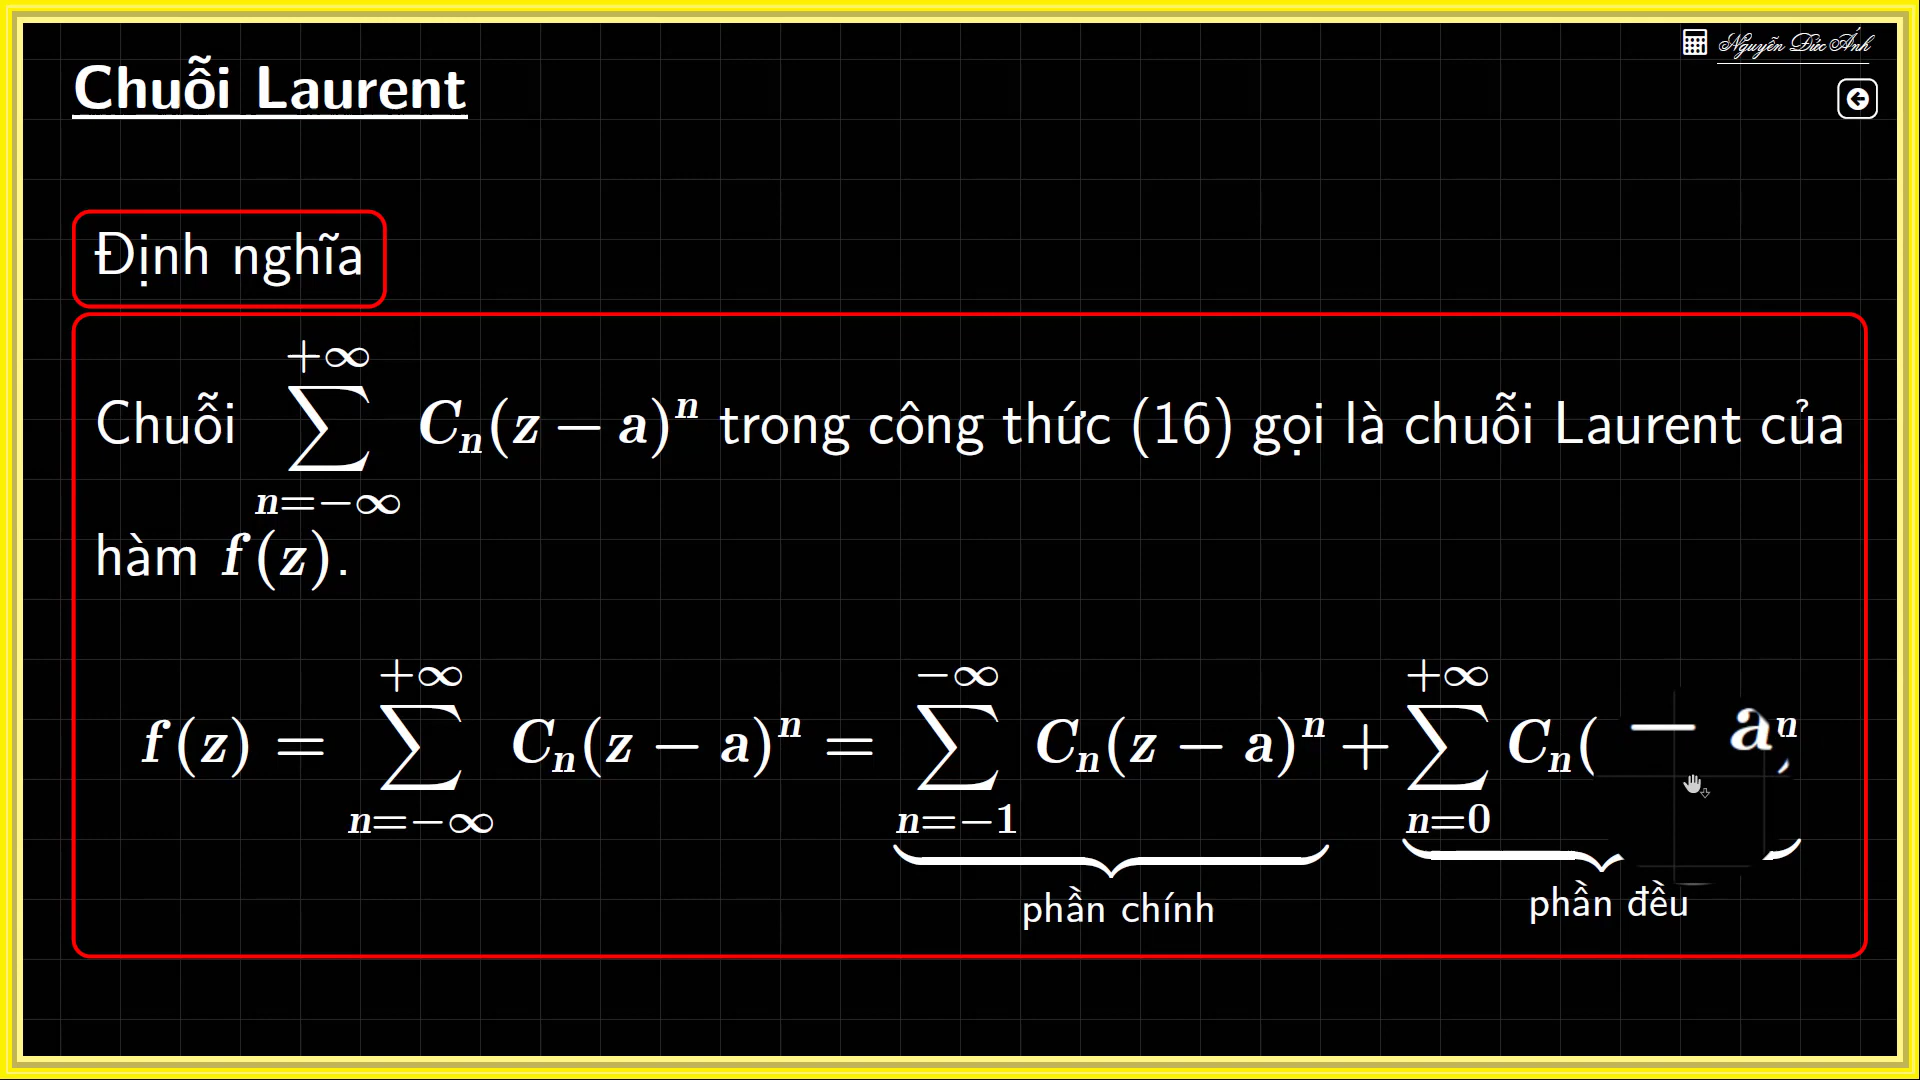 Nguyễn Đức Ánh
Chuỗi Laurent
Định nghĩa
Chuỗi \sum_{n=-\infty}^{+\infty} C_n(z − a)^n trong công thức (16) gọi là chuỗi Laurent của
hàm f(z).
f(z) = \sum_{n=-\infty}^{+\infty} C_n(z − a)^n = \sum_{n=-1}^{-\infty} C_n(z − a)^n + \sum_{n=0}^{+\infty} C_n( − a)^n
phần chính phần đều